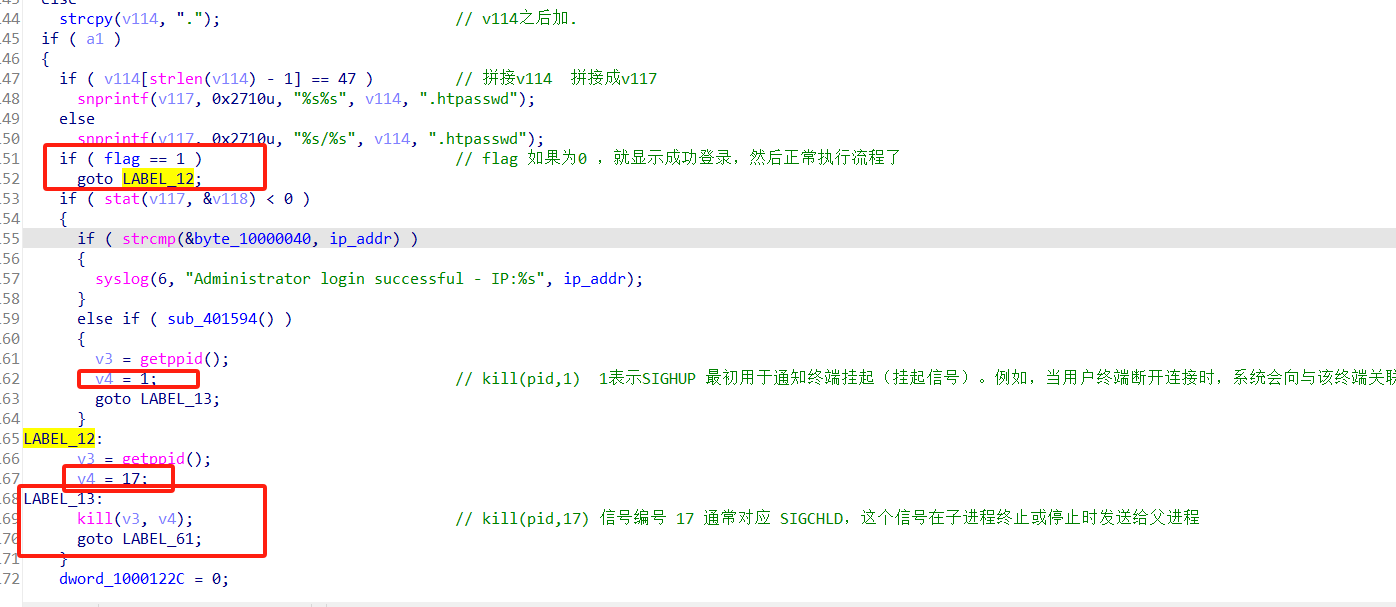 else
44 strcpy(v114, "."); // v114之后加.
45 if ( a1 )
46 {
47 if ( v114[strlen(v114) - 1] == 47 ) // 拼接v114 拼接成v117
48 snprintf(v117, 0x2710u, "%s%s", v114, ".htpasswd");
49 else
50 snprintf(v117, 0x2710u, "%s/%s", v114, ".htpasswd");
51 if ( flag == 1 ) // flag 如果为0 ，就显示成功登录，然后正常执行流程了
52 goto LABEL_12;
53 if ( stat(v117, &v118) < 0 )
54 {
55 if ( strcmp(&byte_10000040, ip_addr) )
56 {
57 syslog(6, "Administrator login successful - IP:%s", ip_addr);
58 }
59 else if ( sub_401594() )
60 {
61 v3 = getppid();
62 v4 = 1; // kill(pid,1) 1表示SIGHUP 最初用于通知终端挂起（挂起信号）。例如，当用户终端断开连接时，系统会向与该终端关联
63 goto LABEL_13;
64 }
65 LABEL_12:
66 v3 = getppid();
67 v4 = 17;
68 LABEL_13:
69 kill(v3, v4); // kill(pid,17) 信号编号 17 通常对应 SIGCHLD，这个信号在子进程终止或停止时发送给父进程
70 goto LABEL_61;
71 }
72 dword_1000122C = 0;